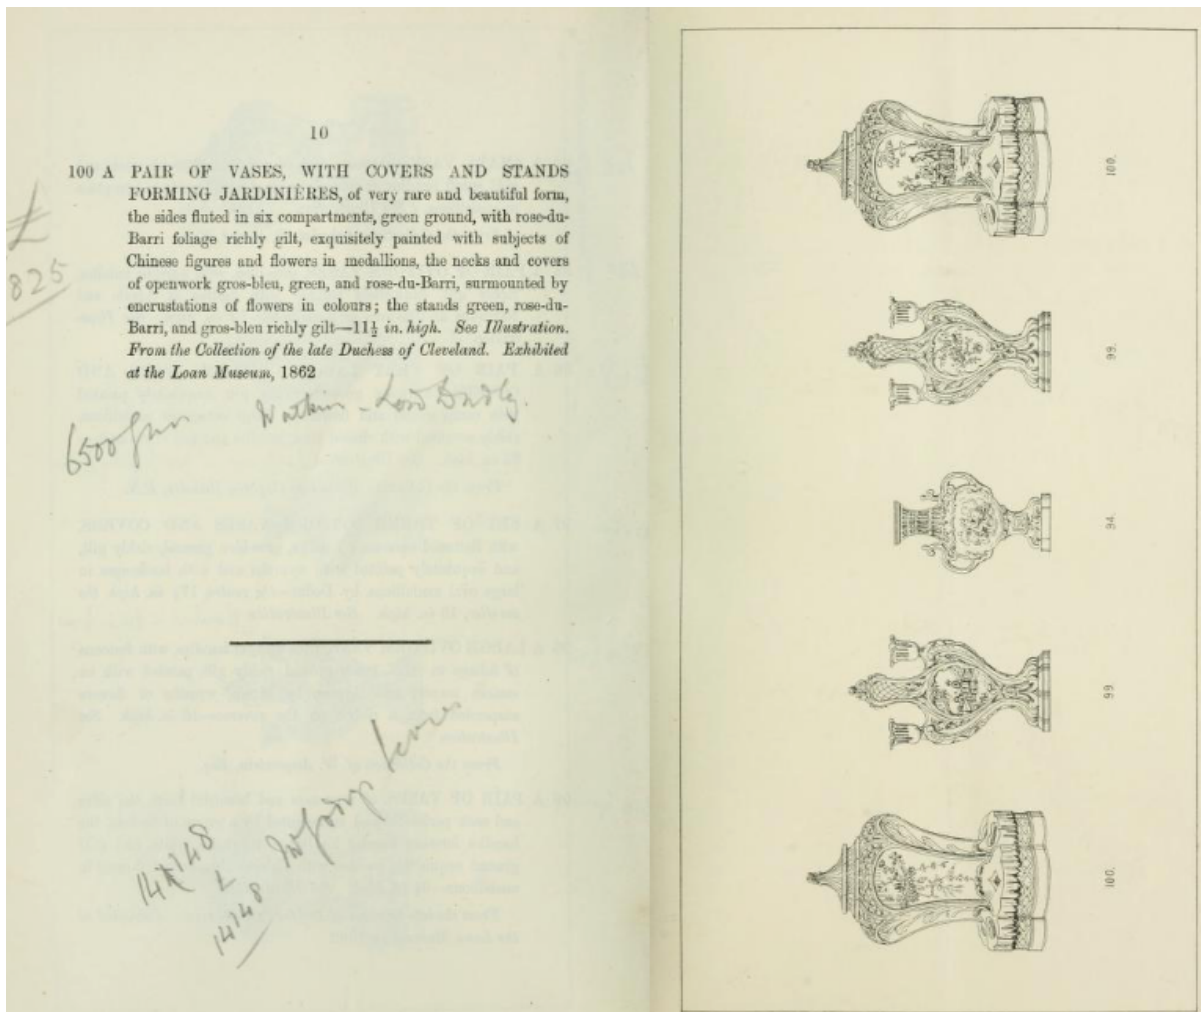 10
100 A PAIR OF VASES, WITH COVERS AND STANDS
FORMING JARDINIÈRES, of very rare and beautiful form,
the sides fluted in six compartments, green ground, with rose-du-
Barri foliage richly gilt, exquisitely painted with subjects of
Chinese figures and flowers in medallions, the necks and covers
of openwork gros-bleu, green, and rose-du-Barri, surmounted by
encrustations of flowers in colours; the stands green, rose-du-
Barri, and gros-bleu richly gilt—11½ in. high. See Illustration.
From the Collection of the late Duchess of Cleveland. Exhibited
at the Loan Museum, 1862
£
825
6500
Lord Dudly.
148
£
14148
100.
99.
94.
99
100.